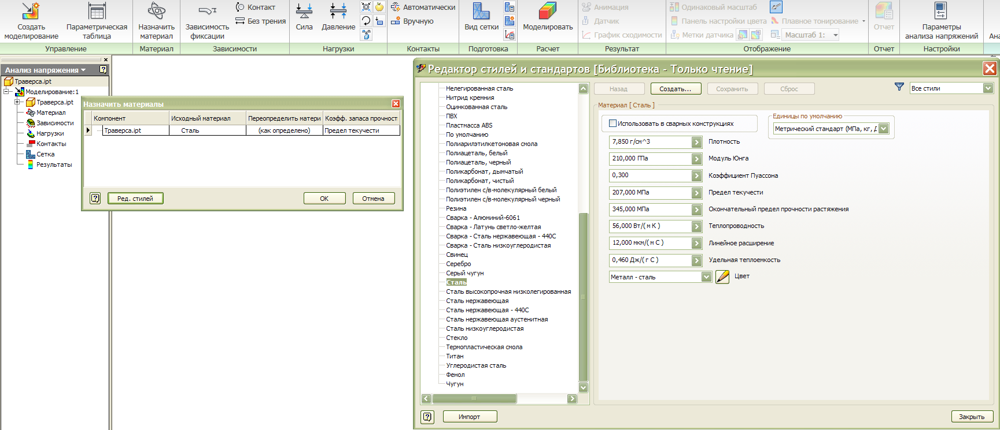 Создать моделирование
Параметрическая таблица
Управление
Назначить материал
Материал
Зависимость фиксации
Контакт
Без трения
Зависимости
Сила
Давление
Нагрузки
Автоматически
Вручную
Контакты
Вид сетки
Подготовка
Моделировать
Расчет
Анимация
Датчик
График сходимости
Результат
Одинаковый масштаб
Панель настройки цвета
Плавное тонирование
Метки датчика
Масштаб 1:
Отображение
Отчет
Отчет
Параметры анализа напряжений
Настройки
Ана
Анализ напряжения
Траверса.ipt
Моделирование:1
Траверса.ipt
Материал
Зависимости
Нагрузки
Контакты
Сетка
Результаты
Назначить материалы
Компонент Исходный материал Переопределить матери Коэфф. запаса прочност
Траверса.ipt Сталь (как определено) Предел текучести
Ред. стилей OK Отмена
Редактор стилей и стандартов [Библиотека - Только чтение]
Нелегированная сталь
Нитрид кремния
Оцинкованная сталь
ПВХ
Пластмасса ABS
По умолчанию
Полиарилэтилкетоновая смола
Полиацеталь, белый
Полиацеталь, черный
Поликарбонат, дымчатый
Поликарбонат, чистый
Полиэтилен с/в-молекулярный белый
Полиэтилен с/в-молекулярный черный
Резина
Сварка - Алюминий-6061
Сварка - Латунь светло-желтая
Сварка - Сталь нержавеющая - 440С
Сварка - Сталь низкоуглеродистая
Свинец
Серебро
Серый чугун
Сталь
Сталь высокопрочная низколегированная
Сталь нержавеющая
Сталь нержавеющая - 440С
Сталь нержавеющая аустенитная
Сталь низкоуглеродистая
Стекло
Термопластическая смола
Титан
Углеродистая сталь
Фенол
Чугун
Назад Создать... Сохранить Сброс Все стили
Материал [ Сталь ]
Использовать в сварных конструкциях
Единицы по умолчанию
Метрический стандарт (МПа, кг, Д
7,850 г/см^3 Плотность
210,000 ГПа Модуль Юнга
0,300 Коэффициент Пуассона
207,000 МПа Предел текучести
345,000 МПа Окончательный предел прочности растяжения
56,000 Вт/( м К ) Теплопроводность
12,000 мкм/( м С ) Линейное расширение
0,460 Дж/( г С ) Удельная теплоемкость
Металл - сталь Цвет
Импорт Закрыть